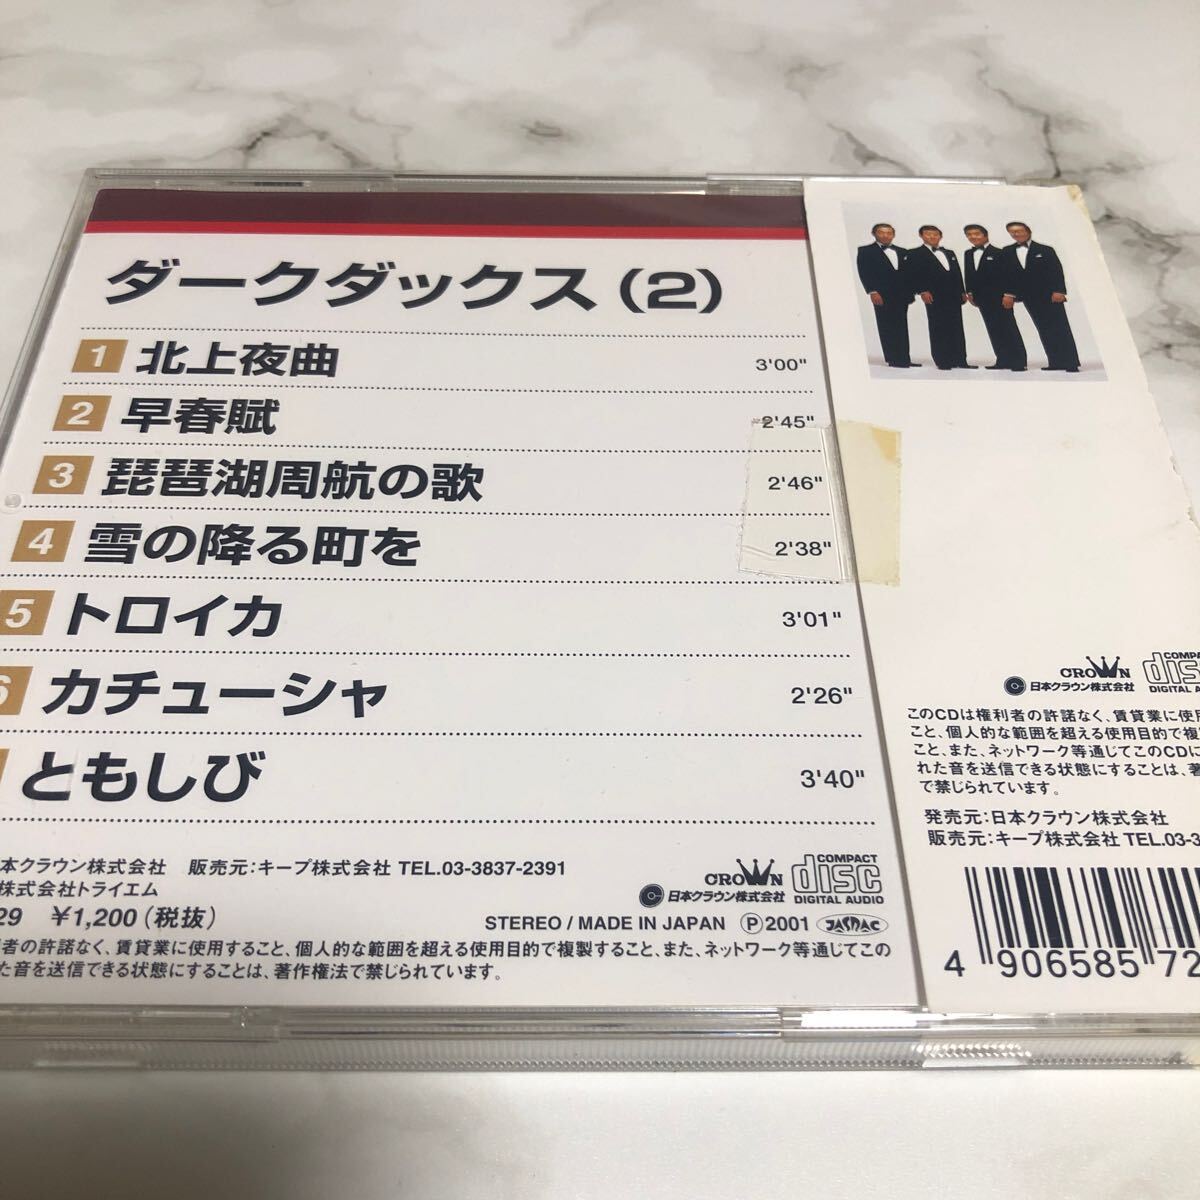 ダークダックス(2)
1 北上夜曲 3'00"
2 早春賦 2'45"
3 琵琶湖周航の歌 2'46"
4 雪の降る町を 2'38"
5 トロイカ 3'01"
6 カチューシャ 2'26"
ともしび 3'40"
本クラウン株式会社 販売元:キープ株式会社 TEL.03-3837-2391
株式会社トライエム
29 ¥1,200(税抜)
CROWN
日本クラウン株式会社
COMPACT
disc
DIGITAL AUDIO
STEREO/MADE IN JAPAN Ⓟ2001 JASRAC
者の許諾なく、賃貸業に使用すること、個人的な範囲を超える使用目的で複製すること、また、ネットワーク等通じてこの
た音を送信できる状態にすることは、著作権法で禁じられています。
CROWN
日本クラウン株式会社
COMPA
disc
DIGITAL A
このCDは権利者の許諾なく、賃貸業に使用
こと、個人的な範囲を超える使用目的で複製
こと、また、ネットワーク等通じてこのCDに
れた音を送信できる状態にすることは、著
で禁じられています。
発売元:日本クラウン株式会社
販売元:キープ株式会社 TEL.03-3
4 906585 72